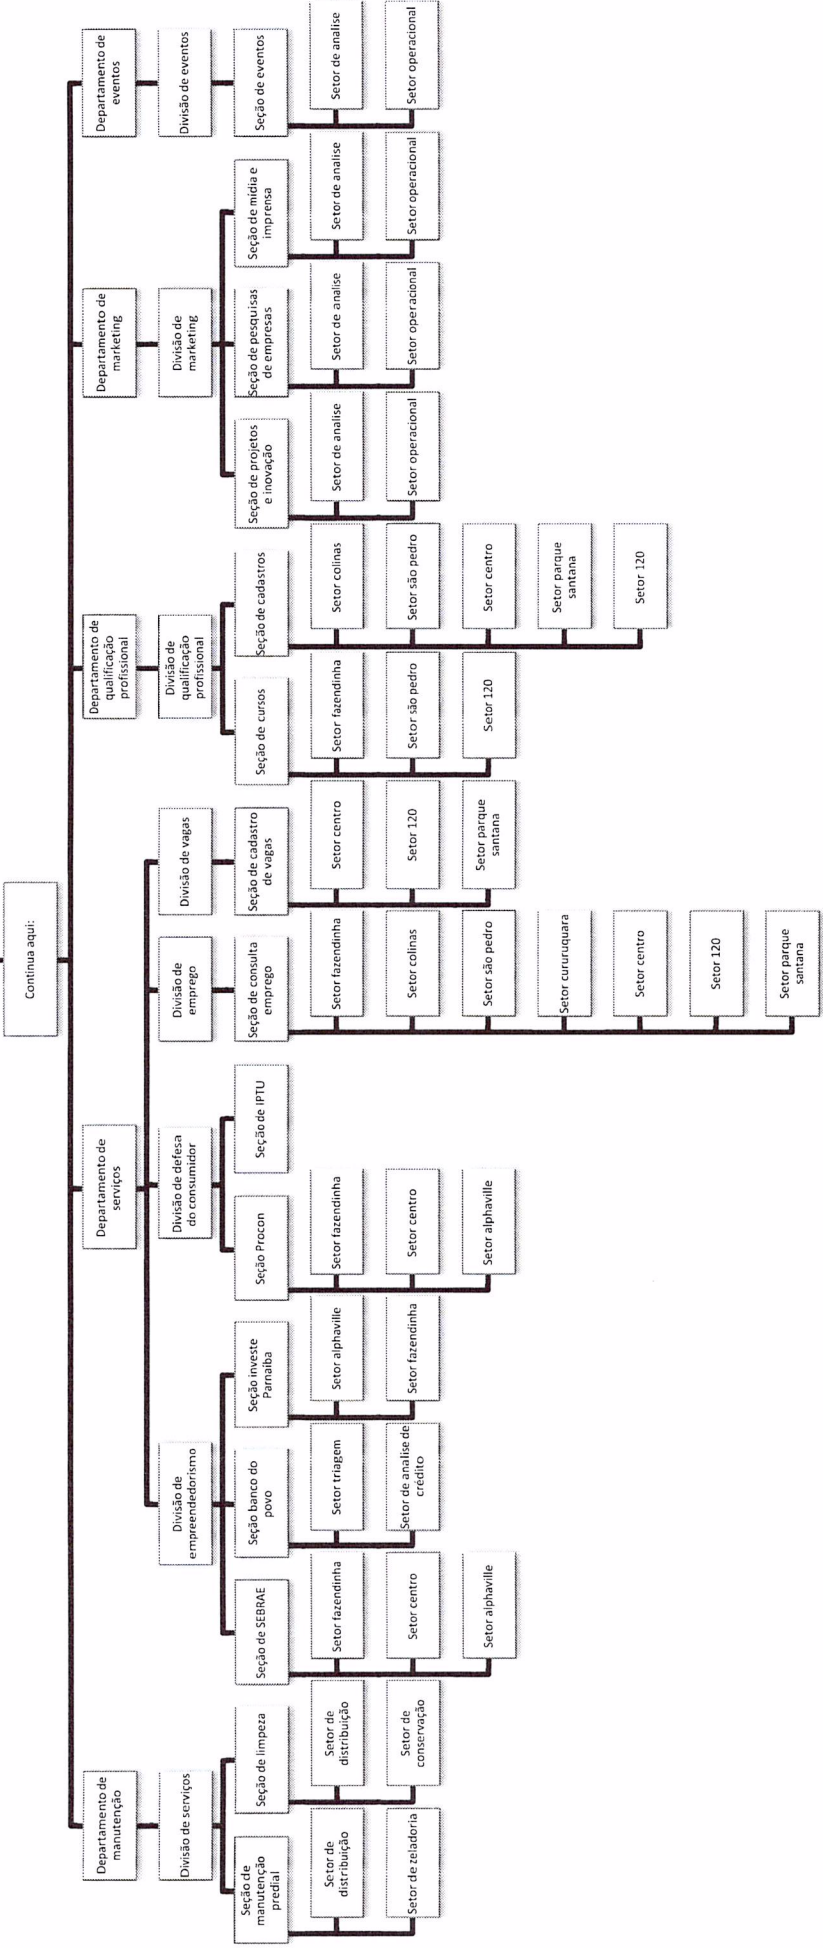 Continua aqui:
Departamento de
manutenção
Departamento de
serviços
Departamento de
qualificação
profissional
Departamento de
marketing
Departamento de
eventos
Divisão de serviços
Divisão de
empreendedorismo
Divisão de defesa
do consumidor
Divisão de
emprego
Divisão de vagas
Divisão de
qualificação
profissional
Divisão de
marketing
Divisão de eventos
Seção de
manutenção
predial
Seção de limpeza
Seção de SEBRAE
Seção banco do
povo
Seção investe
Parnaiba
Seção Procon
Seção de IPTU
Seção de consulta
emprego
Seção de cadastro
de vagas
Seção de cursos
Seção de cadastros
Seção de projetos
e inovação
Seção de pesquisas
de empresas
Seção de mídia e
imprensa
Seção de eventos
Setor de
distribuição
Setor de
distribuição
Setor fazendinha
Setor triagem
Setor alphaville
Setor fazendinha
Setor fazendinha
Setor centro
Setor fazendinha
Setor colinas
Setor de analise
Setor de analise
Setor de analise
Setor de analise
Setor de zeladoria
Setor de
conservação
Setor centro
Setor de analise de
crédito
Setor fazendinha
Setor centro
Setor colinas
Setor 120
Setor são pedro
Setor são pedro
Setor operacional
Setor operacional
Setor operacional
Setor operacional
Setor alphaville
Setor alphaville
Setor são pedro
Setor parque
santana
Setor 120
Setor centro
Setor cururuquara
Setor parque
santana
Setor centro
Setor 120
Setor 120
Setor parque
santana